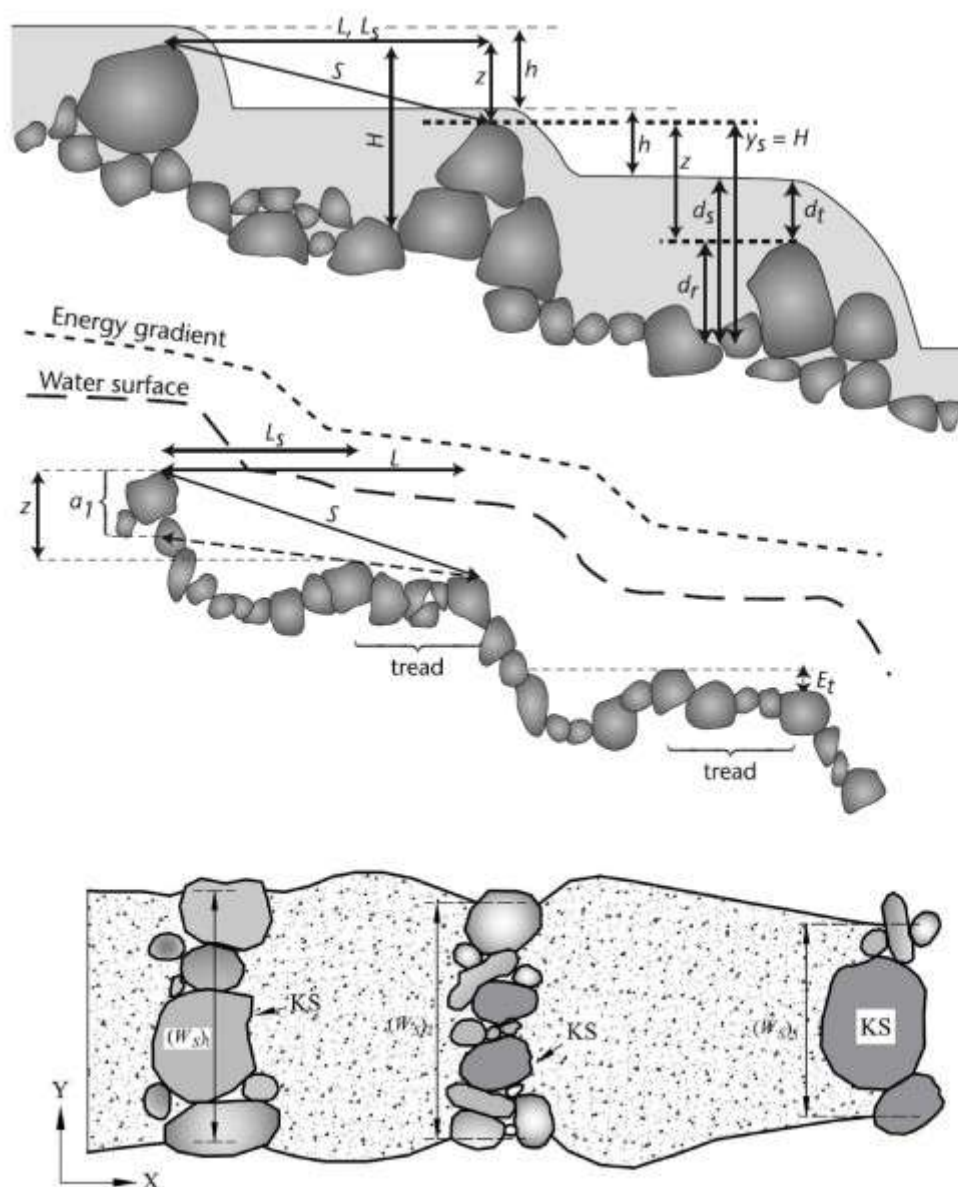 L, Ls
S
z
h
H
h
z
ys = H
ds
dt
dr
Energy gradient
Water surface
Ls
L
z
a1
S
tread
Et
tread
KS
(Ws)1
(Ws)2
KS
(Ws)3
KS
Y
X